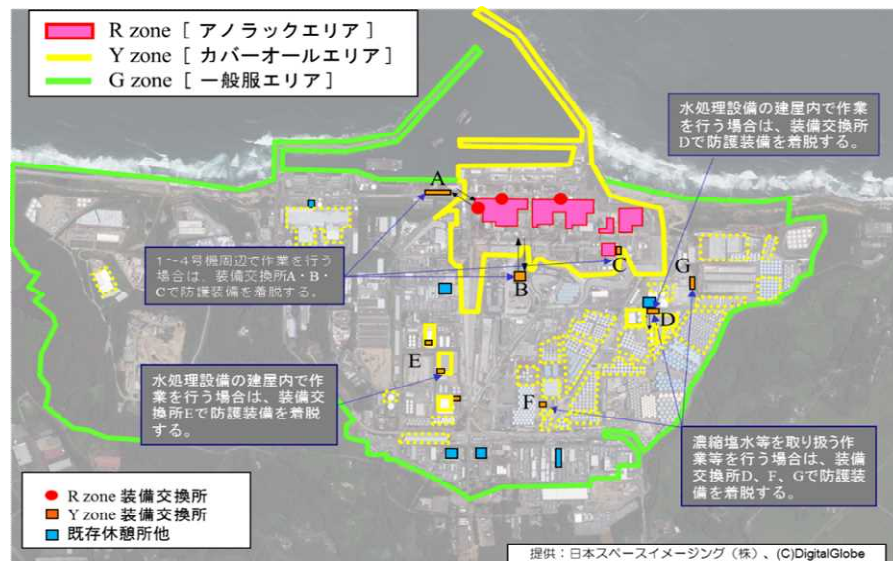 R zone [ アノラックエリア ]
Y zone [ カバーオールエリア ]
G zone [ 一般服エリア ]
水処理設備の建屋内で作業
を行う場合は、装備交換所
Dで防護装備を着脱する。
A
1～4号機周辺で作業を行う
場合は、装備交換所A・B・
Cで防護装備を着脱する。
C
G
B
D
E
水処理設備の建屋内で作
業を行う場合は、装備交
換所Eで防護装備を着脱
する。
F
濃縮塩水等を取り扱う作
業等を行う場合は、装備
交換所D、F、Gで防護装
備を着脱する。
R zone 装備交換所
Y zone 装備交換所
既存休憩所他
提供：日本スペースイメージング（株）、(C)DigitalGlobe